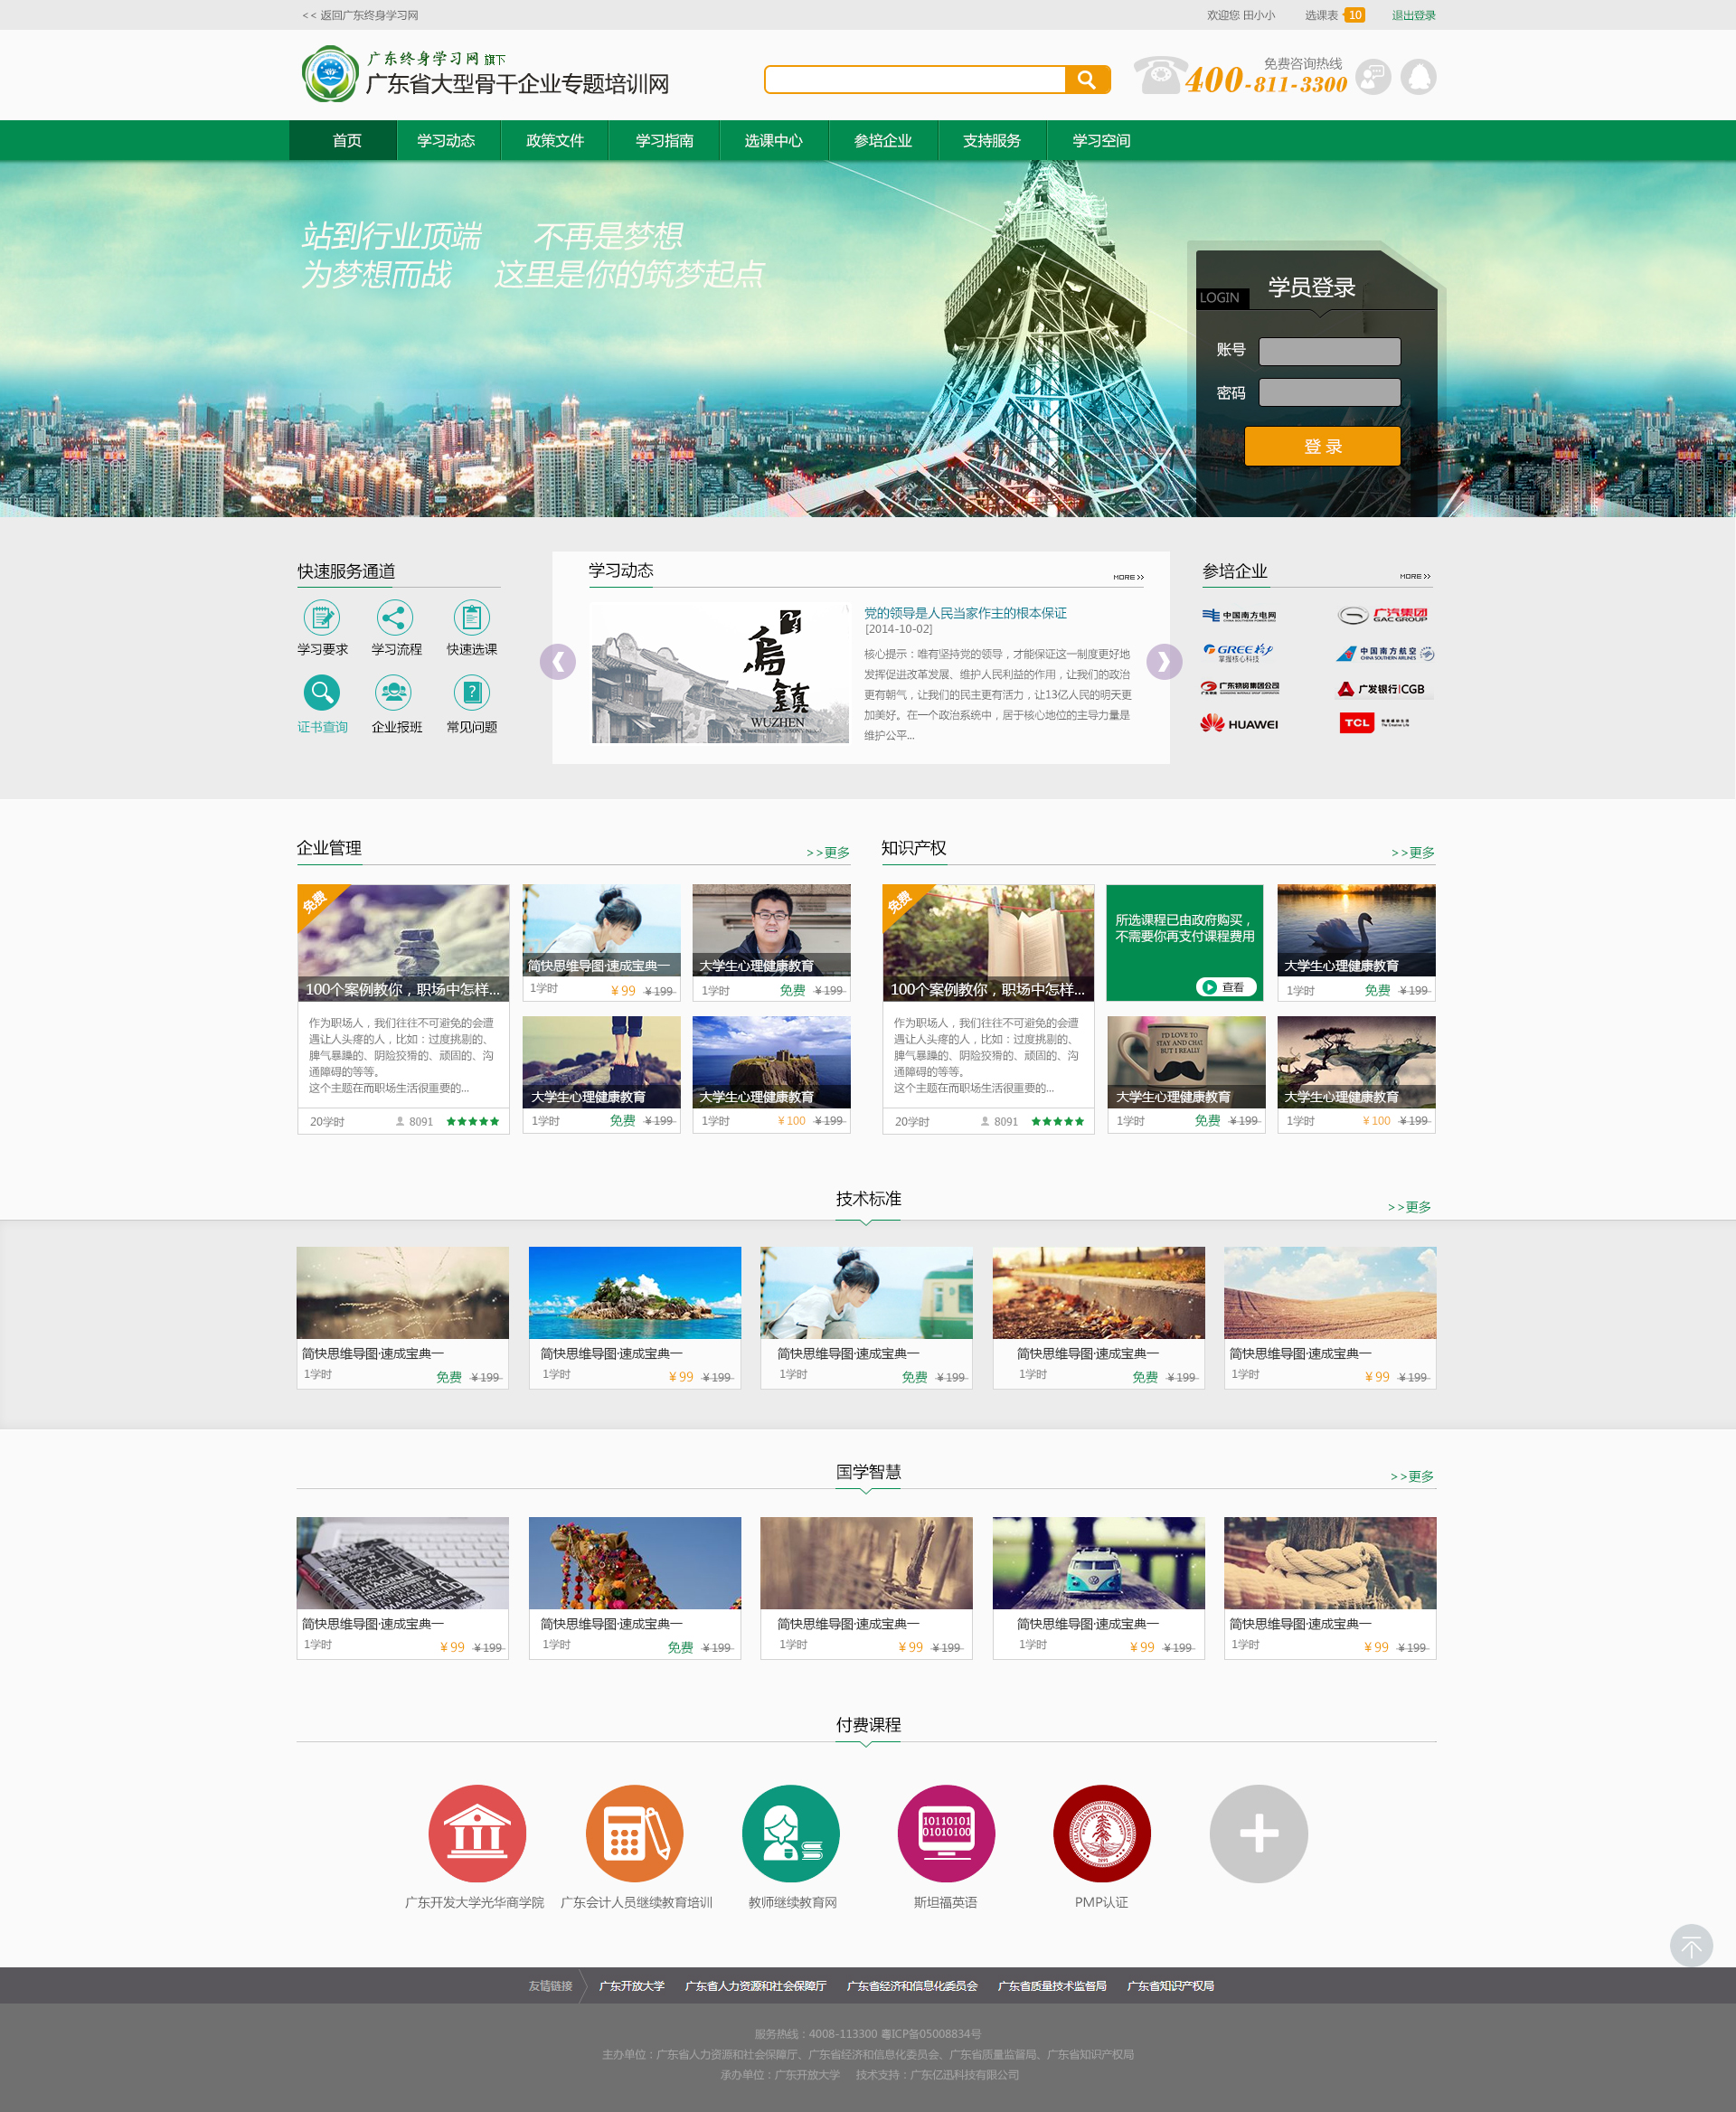 << 返回广东终身学习网
欢迎您 田小小
选课表 10
退出登录
广东终身学习网 旗下
广东省大型骨干企业专题培训网
免费咨询热线
400-811-3300
首页 学习动态 政策文件 学习指南 选课中心 参培企业 支持服务 学习空间
站到行业顶端 不再是梦想
为梦想而战 这里是你的筑梦起点
学员登录
LOGIN
账号
密码
登 录
快速服务通道
学习要求 学习流程 快速选课
证书查询 企业报班 常见问题
学习动态
MORE >>
烏鎮
WUZHEN
党的领导是人民当家作主的根本保证
[2014-10-02]
核心提示：唯有坚持党的领导，才能保证这一制度更好地
发挥促进改革发展、维护人民利益的作用，让我们的政治
更有朝气，让我们的民主更有活力，让13亿人民的明天更
加美好。在一个政治系统中，居于核心地位的主导力量是
维护公平...
参培企业
MORE >>
中国南方电网 广汽集团
GAC GROUP
GREE格力 中国南方航空
掌握核心科技 CHINA SOUTHERN AIRLINES
广东物资集团公司 广发银行|CGB
HUAWEI TCL
企业管理
>>更多
免费
100个案例教你，职场中怎样...
作为职场人，我们往往不可避免的会遭
遇让人头疼的人，比如：过度挑剔的、
脾气暴躁的、阴险狡猾的、顽固的、沟
通障碍的等等。
这个主题在而职场生活很重要的...
20学时 8091
简快思维导图·速成宝典一
1学时 ¥99 ¥199
大学生心理健康教育
1学时 免费 ¥199
大学生心理健康教育
1学时 免费 ¥199
大学生心理健康教育
1学时 ¥100 ¥199
知识产权
>>更多
免费
100个案例教你，职场中怎样...
作为职场人，我们往往不可避免的会遭
遇让人头疼的人，比如：过度挑剔的、
脾气暴躁的、阴险狡猾的、顽固的、沟
通障碍的等等。
这个主题在而职场生活很重要的...
20学时 8091
所选课程已由政府购买，
不需要你再支付课程费用
查看
大学生心理健康教育
1学时 免费 ¥199
I'D LOVE TO
STAY AND CHAT
BUT I REALLY
大学生心理健康教育
1学时 免费 ¥199
大学生心理健康教育
1学时 ¥100 ¥199
技术标准
>>更多
简快思维导图·速成宝典一
1学时 免费 ¥199
简快思维导图·速成宝典一
1学时 ¥99 ¥199
简快思维导图·速成宝典一
1学时 免费 ¥199
简快思维导图·速成宝典一
1学时 免费 ¥199
简快思维导图·速成宝典一
1学时 ¥99 ¥199
国学智慧
>>更多
简快思维导图·速成宝典一
1学时 ¥99 ¥199
简快思维导图·速成宝典一
1学时 免费 ¥199
简快思维导图·速成宝典一
1学时 ¥99 ¥199
简快思维导图·速成宝典一
1学时 ¥99 ¥199
简快思维导图·速成宝典一
1学时 ¥99 ¥199
付费课程
10110101
01010100
广东开发大学光华商学院
广东会计人员继续教育培训
教师继续教育网
斯坦福英语
PMP认证
友情链接 广东开放大学 广东省人力资源和社会保障厅 广东省经济和信息化委员会 广东省质量技术监督局 广东省知识产权局
服务热线：4008-113300 粤ICP备05008834号
主办单位：广东省人力资源和社会保障厅、广东省经济和信息化委员会、广东省质量监督局、广东省知识产权局
承办单位：广东开放大学 技术支持：广东亿迅科技有限公司